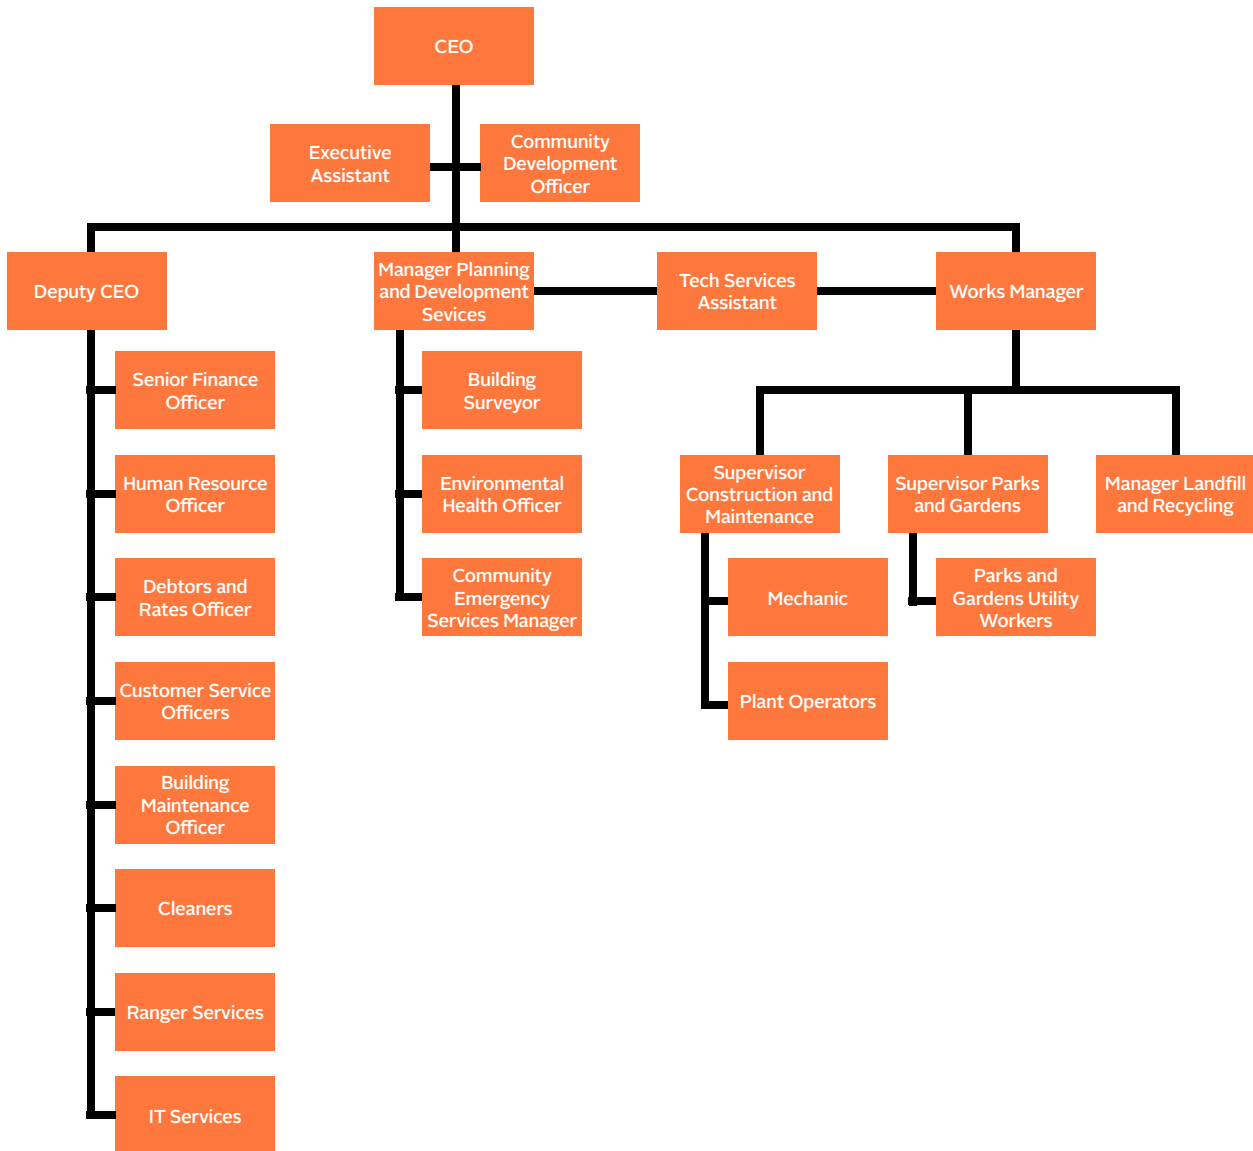 CEO
Executive
Assistant
Community
Development
Officer
Deputy CEO
Manager Planning
and Development
Sevices
Tech Services
Assistant
Works Manager
Senior Finance
Officer
Human Resource
Officer
Debtors and
Rates Officer
Customer Service
Officers
Building
Maintenance
Officer
Cleaners
Ranger Services
IT Services
Building
Surveyor
Environmental
Health Officer
Community
Emergency
Services Manager
Supervisor
Construction and
Maintenance
Mechanic
Plant Operators
Supervisor Parks
and Gardens
Parks and
Gardens Utility
Workers
Manager Landfill
and Recycling